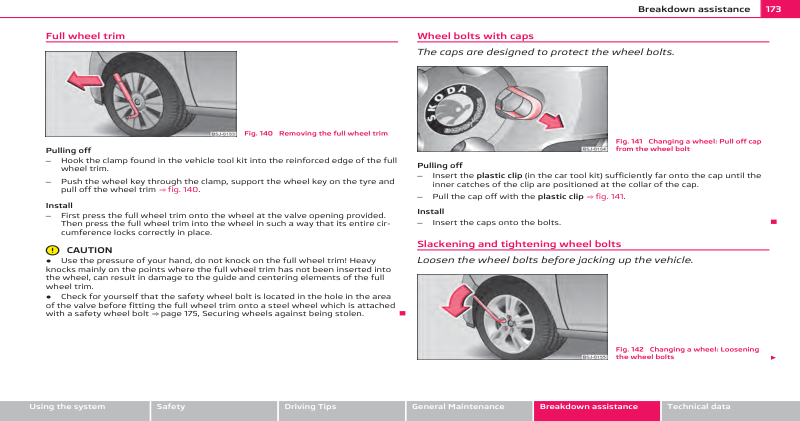 Breakdown assistance 173
Full wheel trim
Fig. 140 Removing the full wheel trim
Pulling off
– Hook the clamp found in the vehicle tool kit into the reinforced edge of the full
wheel trim.
– Push the wheel key through the clamp, support the wheel key on the tyre and
pull off the wheel trim ⇒ fig. 140.
Install
– First press the full wheel trim onto the wheel at the valve opening provided.
Then press the full wheel trim into the wheel in such a way that its entire cir-
cumference locks correctly in place.
CAUTION
• Use the pressure of your hand, do not knock on the full wheel trim! Heavy
knocks mainly on the points where the full wheel trim has not been inserted into
the wheel, can result in damage to the guide and centering elements of the full
wheel trim.
• Check for yourself that the safety wheel bolt is located in the hole in the area
of the valve before fitting the full wheel trim onto a steel wheel which is attached
with a safety wheel bolt ⇒ page 175, Securing wheels against being stolen.
Wheel bolts with caps
The caps are designed to protect the wheel bolts.
ŠKODA
Fig. 141 Changing a wheel: Pull off cap
from the wheel bolt
Pulling off
– Insert the plastic clip (in the car tool kit) sufficiently far onto the cap until the
inner catches of the clip are positioned at the collar of the cap.
– Pull the cap off with the plastic clip ⇒ fig. 141.
Install
– Insert the caps onto the bolts.
Slackening and tightening wheel bolts
Loosen the wheel bolts before jacking up the vehicle.
Fig. 142 Changing a wheel: Loosening
the wheel bolts
Using the system
Safety
Driving Tips
General Maintenance
Breakdown assistance
Technical data